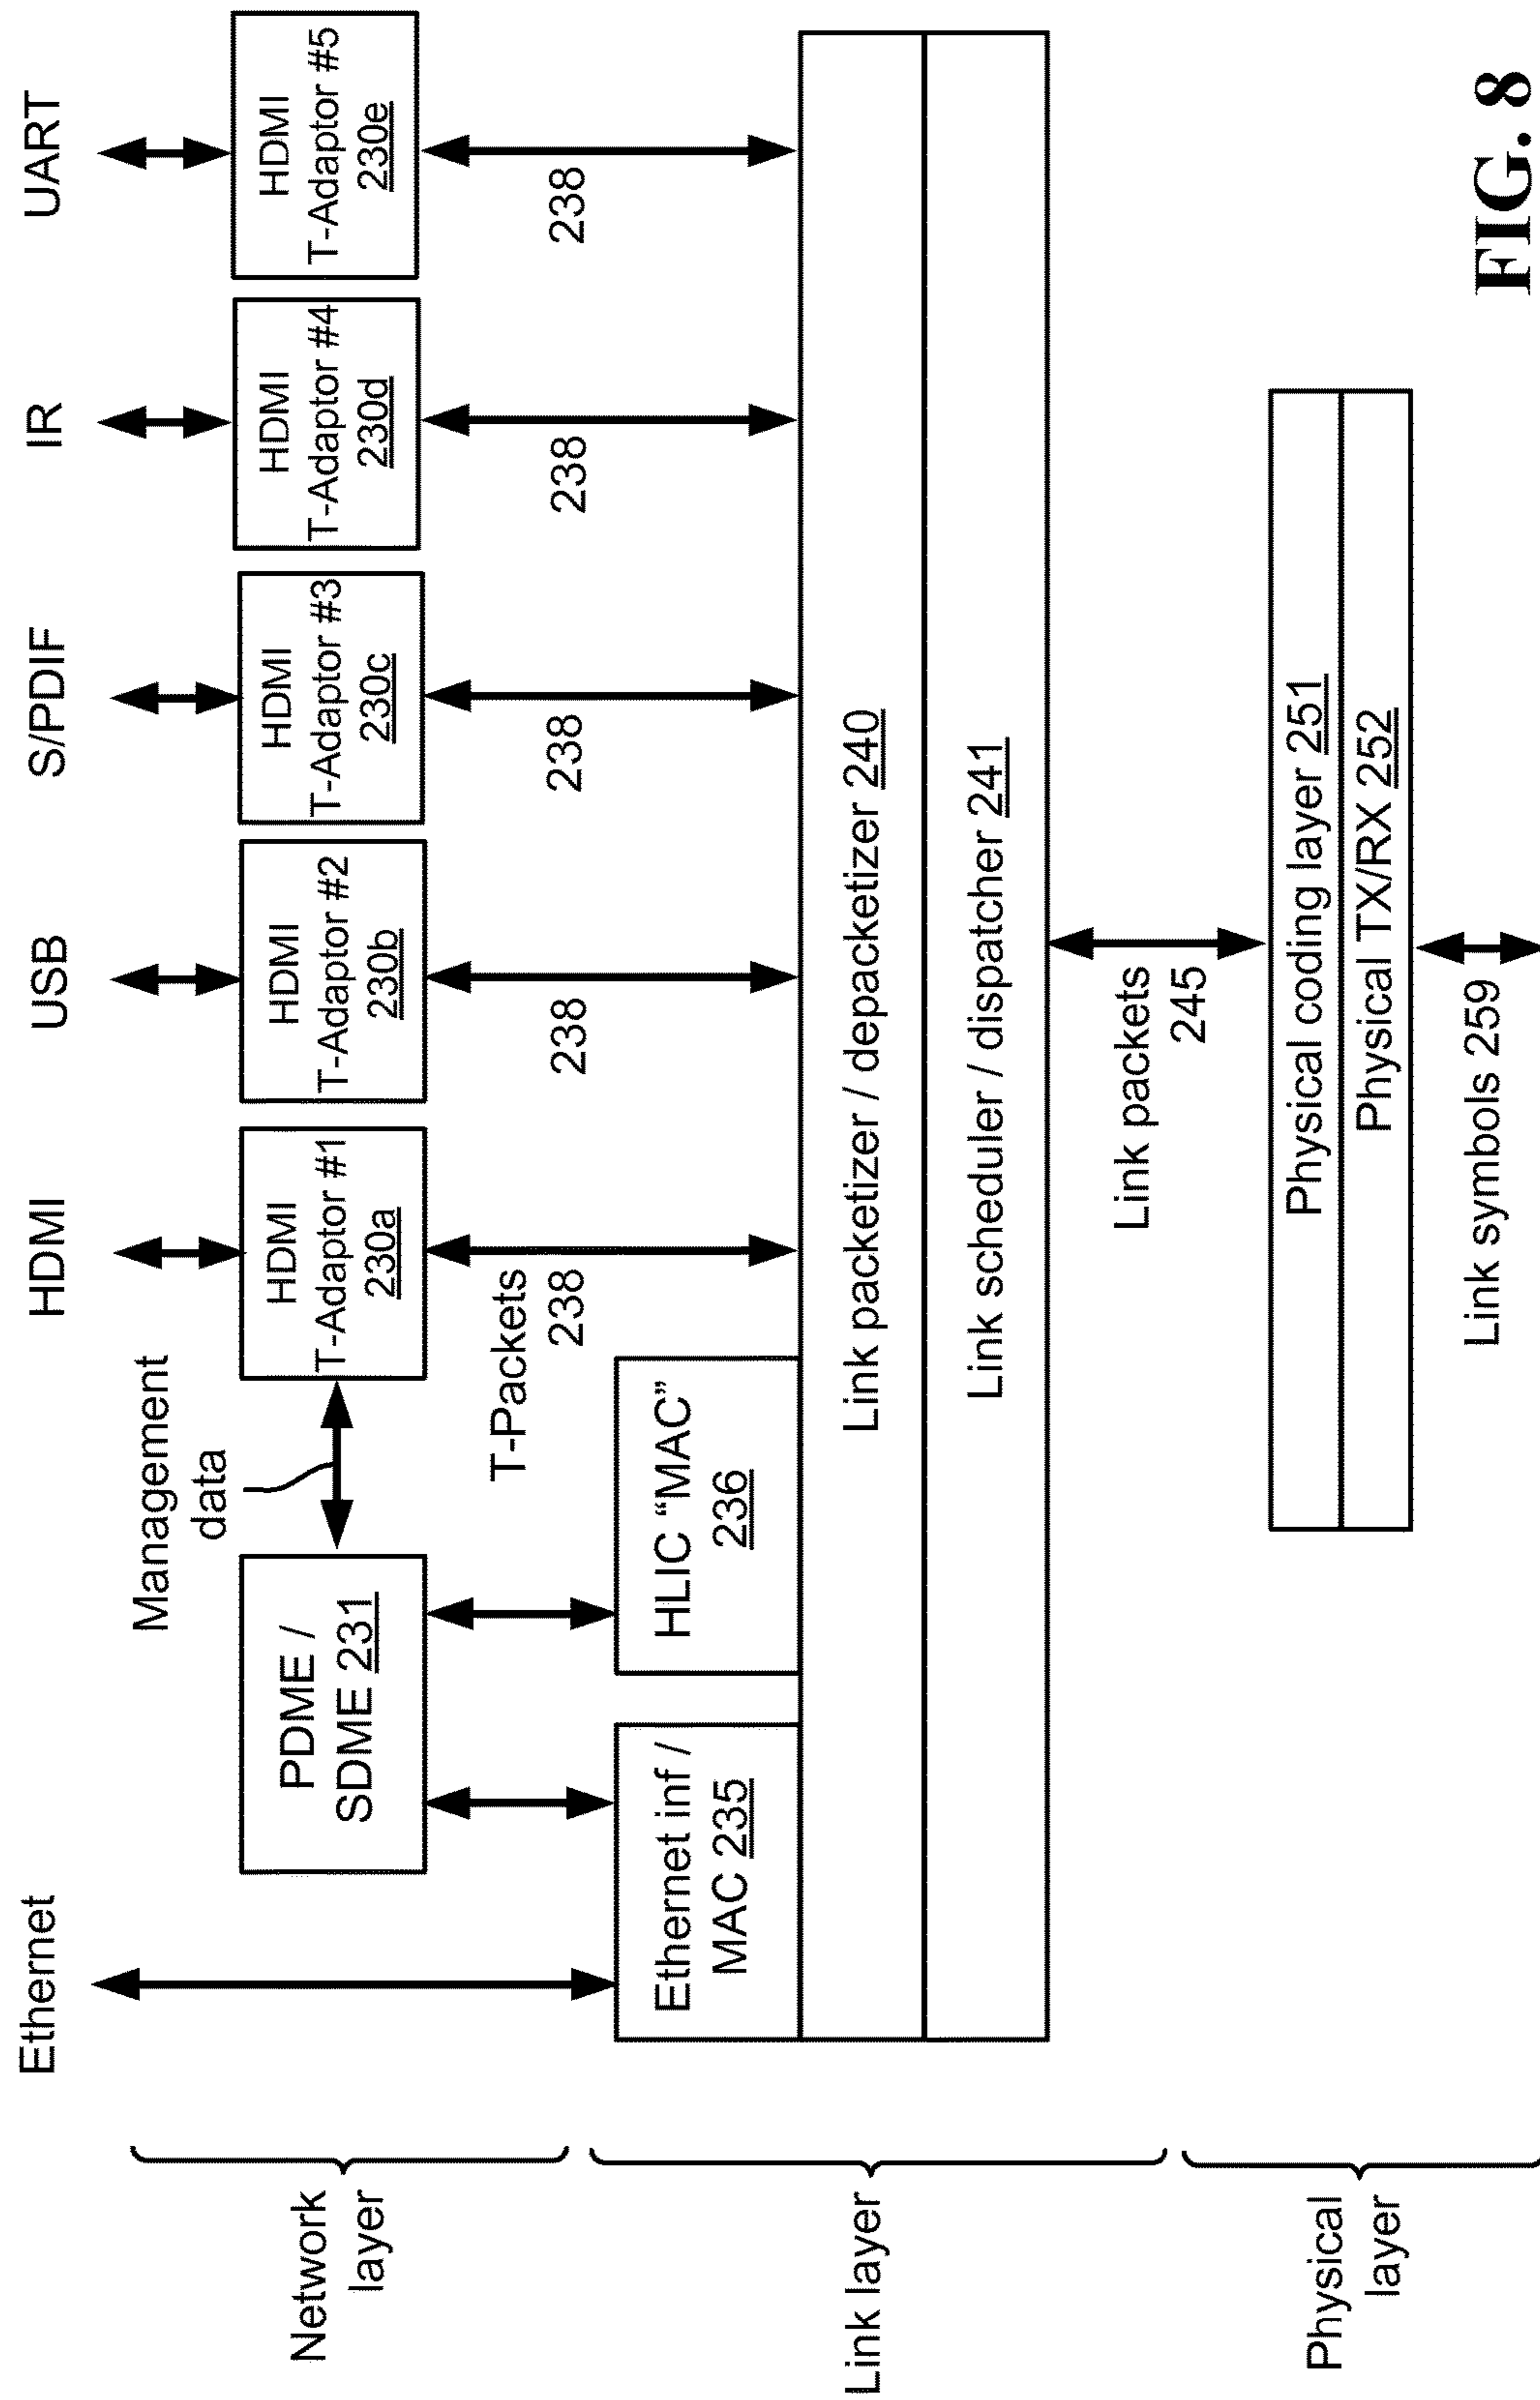 Ethernet
HDMI
USB
S/PDIF
IR
UART
Management
data
Network
layer
PDME /
SDME 231
HDMI
T-Adaptor #1
230a
HDMI
T-Adaptor #2
230b
HDMI
T-Adaptor #3
230c
HDMI
T-Adapter #4
230d
HDMI
T-Adaptor #5
230e
T-Packets
238
238
238
238
238
Link layer
Ethernet inf /
MAC 235
HLIC “MAC”
236
Link packetizer / depacketizer 240
Link scheduler / dispatcher 241
Link packets
245
Physical
layer
Physical coding layer 251
Physical TX/RX 252
Link symbols 259
FIG. 8